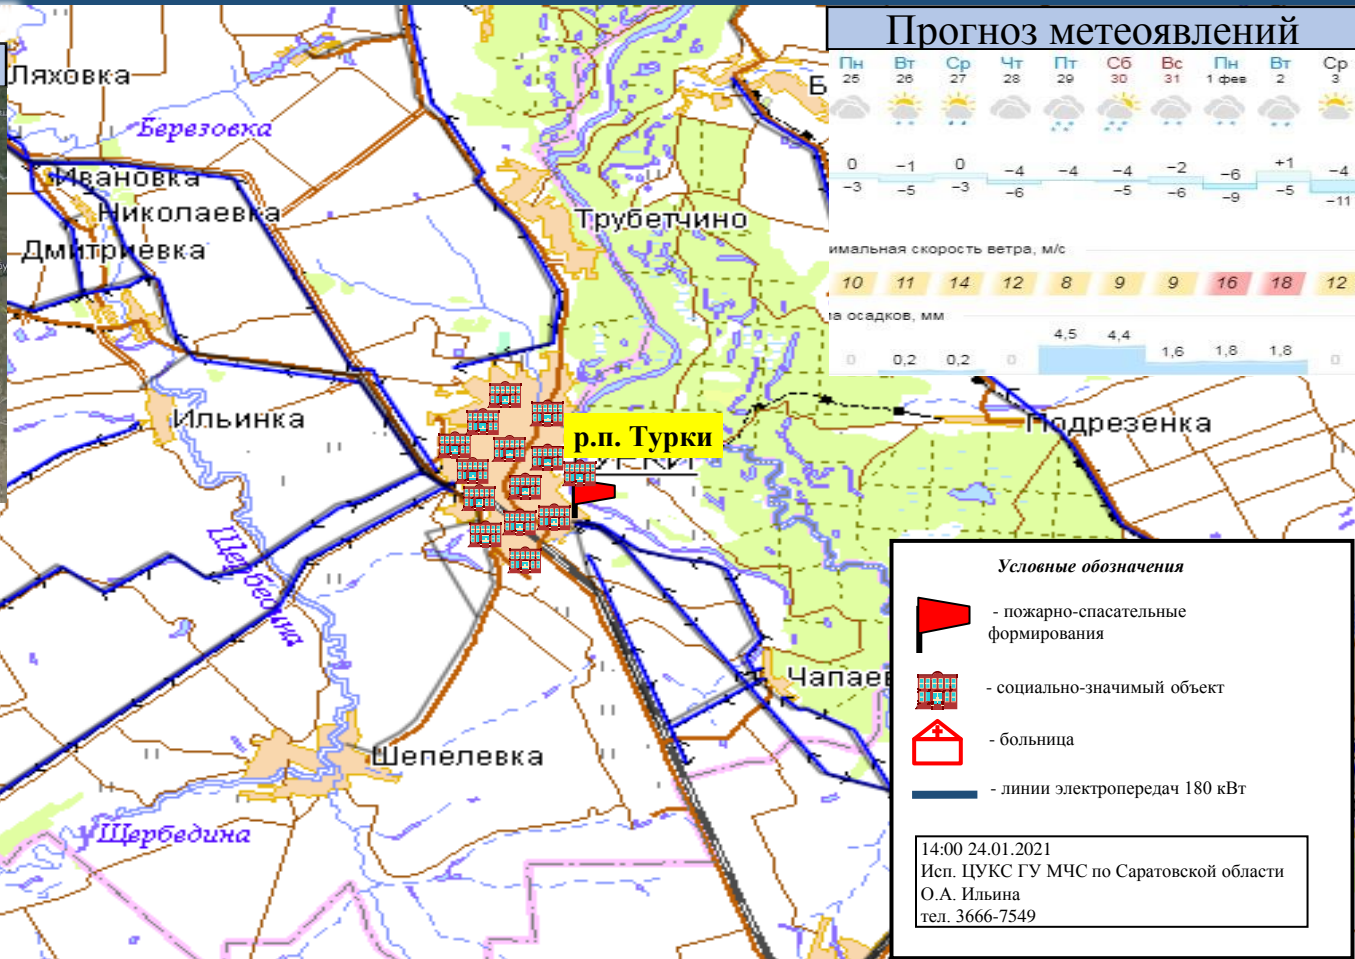 Прогноз метеоявлений
Пн Вт Ср Чт Пт Сб Вс Пн Вт Ср
25 26 27 28 29 30 31 1 фев 2 3
0 −1 0 −4 −4 −4 −2 −6 +1 −4
−3 −5 −3 −6 −5 −6 −9 −5 −11
имальная скорость ветра, м/с
10 11 14 12 8 9 9 16 18 12
а осадков, мм
0 0,2 0,2 0 4,5 4,4 1,6 1,8 1,8 0
Ляховка
Б
Березовка
Ивановка
Николаевка
Дмитриевка
Трубетчино
Ильинка
р.п. Турки
Подрезенка
Щербедина
Чапаев
Шепелевка
Щербедина
Условные обозначения
- пожарно-спасательные
формирования
- социально-значимый объект
- больница
- линии электропередач 180 кВт
14:00 24.01.2021
Исп. ЦУКС ГУ МЧС по Саратовской области
О.А. Ильина
тел. 3666-7549